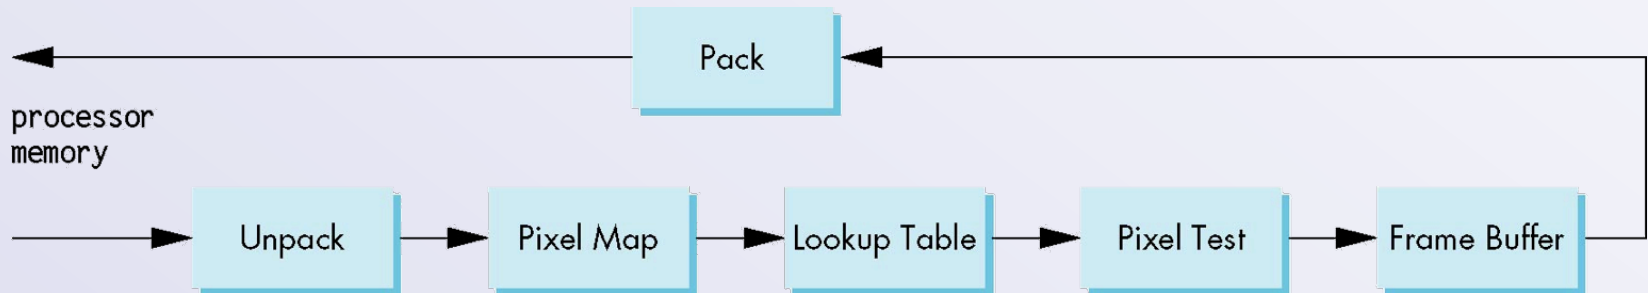 Pack
processor
memory
Unpack
Pixel Map
Lookup Table
Pixel Test
Frame Buffer